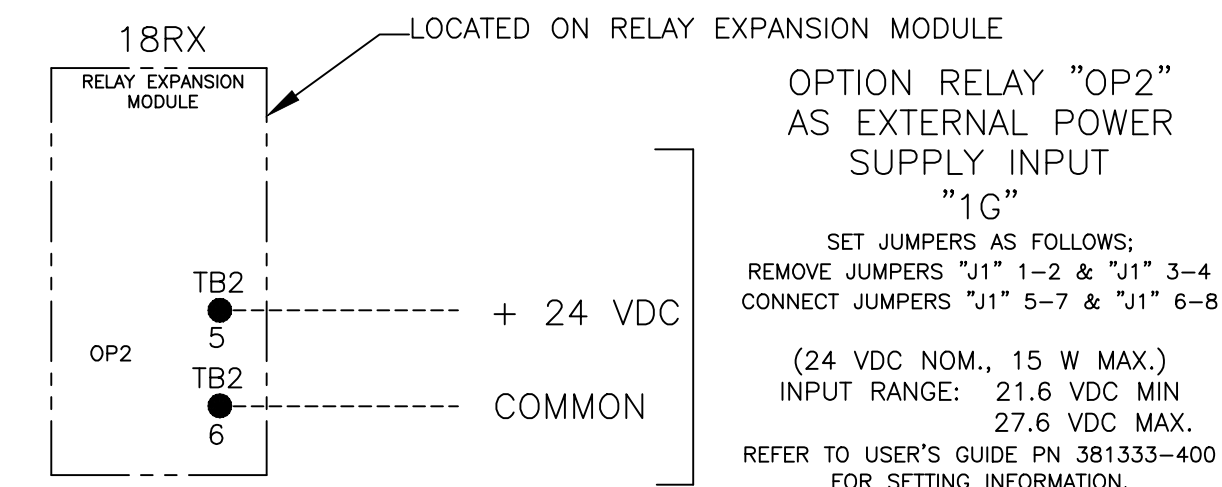 18RX
LOCATED ON RELAY EXPANSION MODULE
RELAY EXPANSION
MODULE
TB2
5
OP2
TB2
6
+ 24 VDC
COMMON
OPTION RELAY "OP2"
AS EXTERNAL POWER
SUPPLY INPUT
"1G"
SET JUMPERS AS FOLLOWS;
REMOVE JUMPERS "J1" 1-2 & "J1" 3-4
CONNECT JUMPERS "J1" 5-7 & "J1" 6-8
(24 VDC NOM., 15 W MAX.)
INPUT RANGE: 21.6 VDC MIN
27.6 VDC MAX.
REFER TO USER'S GUIDE PN 381333-400
FOR SETTING INFORMATION.